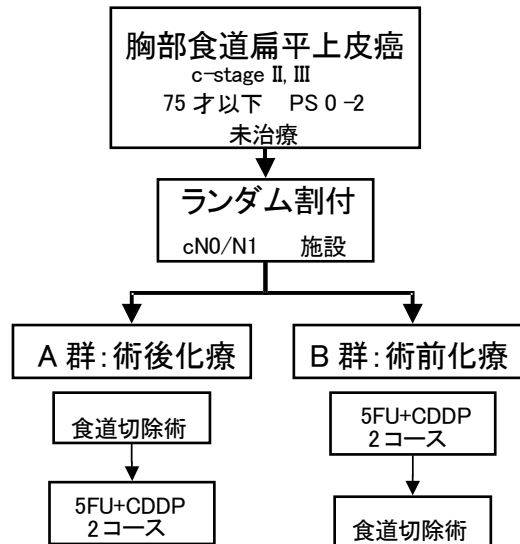 胸部食道扁平上皮癌
c-stage II, III
75 才以下 PS 0 -2
未治療
ランダム割付
cN0/N1 施設
A 群：術後化療
B 群：術前化療
食道切除術
5FU+CDDP
2 コース
5FU+CDDP
2 コース
食道切除術